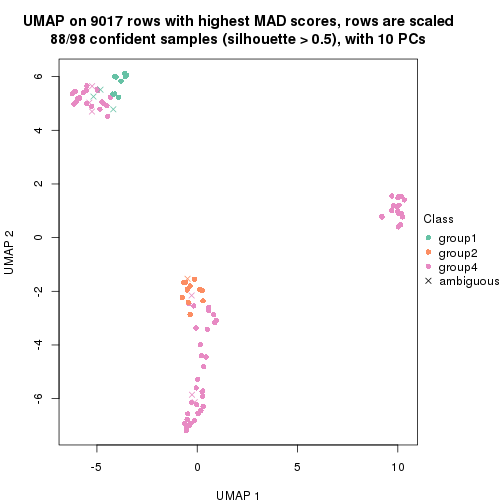 UMAP on 9017 rows with highest MAD scores, rows are scaled
88/98 confident samples (silhouette > 0.5), with 10 PCs
6
4
2
0
-2
-4
-6
UMAP 2
-5
0
5
10
UMAP 1
Class
group1
group2
group4
ambiguous